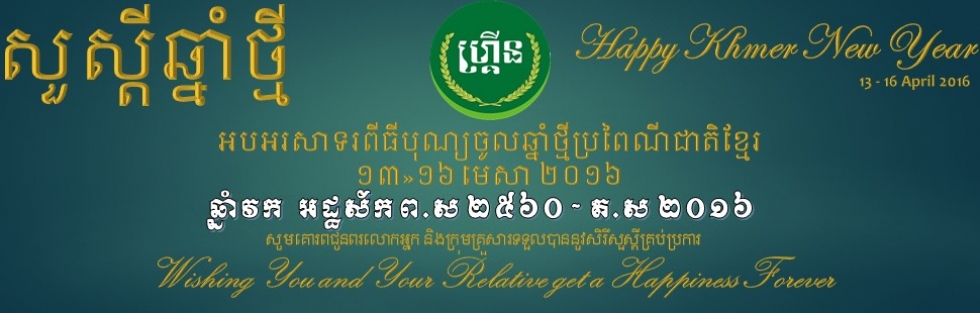 សួស្តីឆ្នាំថ្មី
ហ្គ្រីន
Happy Khmer New Year
13 - 16 April 2016
អបអរសាទរពីធីបុណ្យចូលឆ្នាំថ្មីប្រពៃណីជាតិខ្មែរ
១៣»១៦ មេសា ២០១៦
ឆ្នាំវក អដ្ឋស័ក ព.ស ២៥៦០ ~ គ.ស ២០១៦
សូមគោរពជូនពរលោកអ្នក និងក្រុមគ្រួសារទទួលបាននូវសិរីសួស្តីគ្រប់ប្រការ
Wishing You and Your Relative get a Happiness Forever